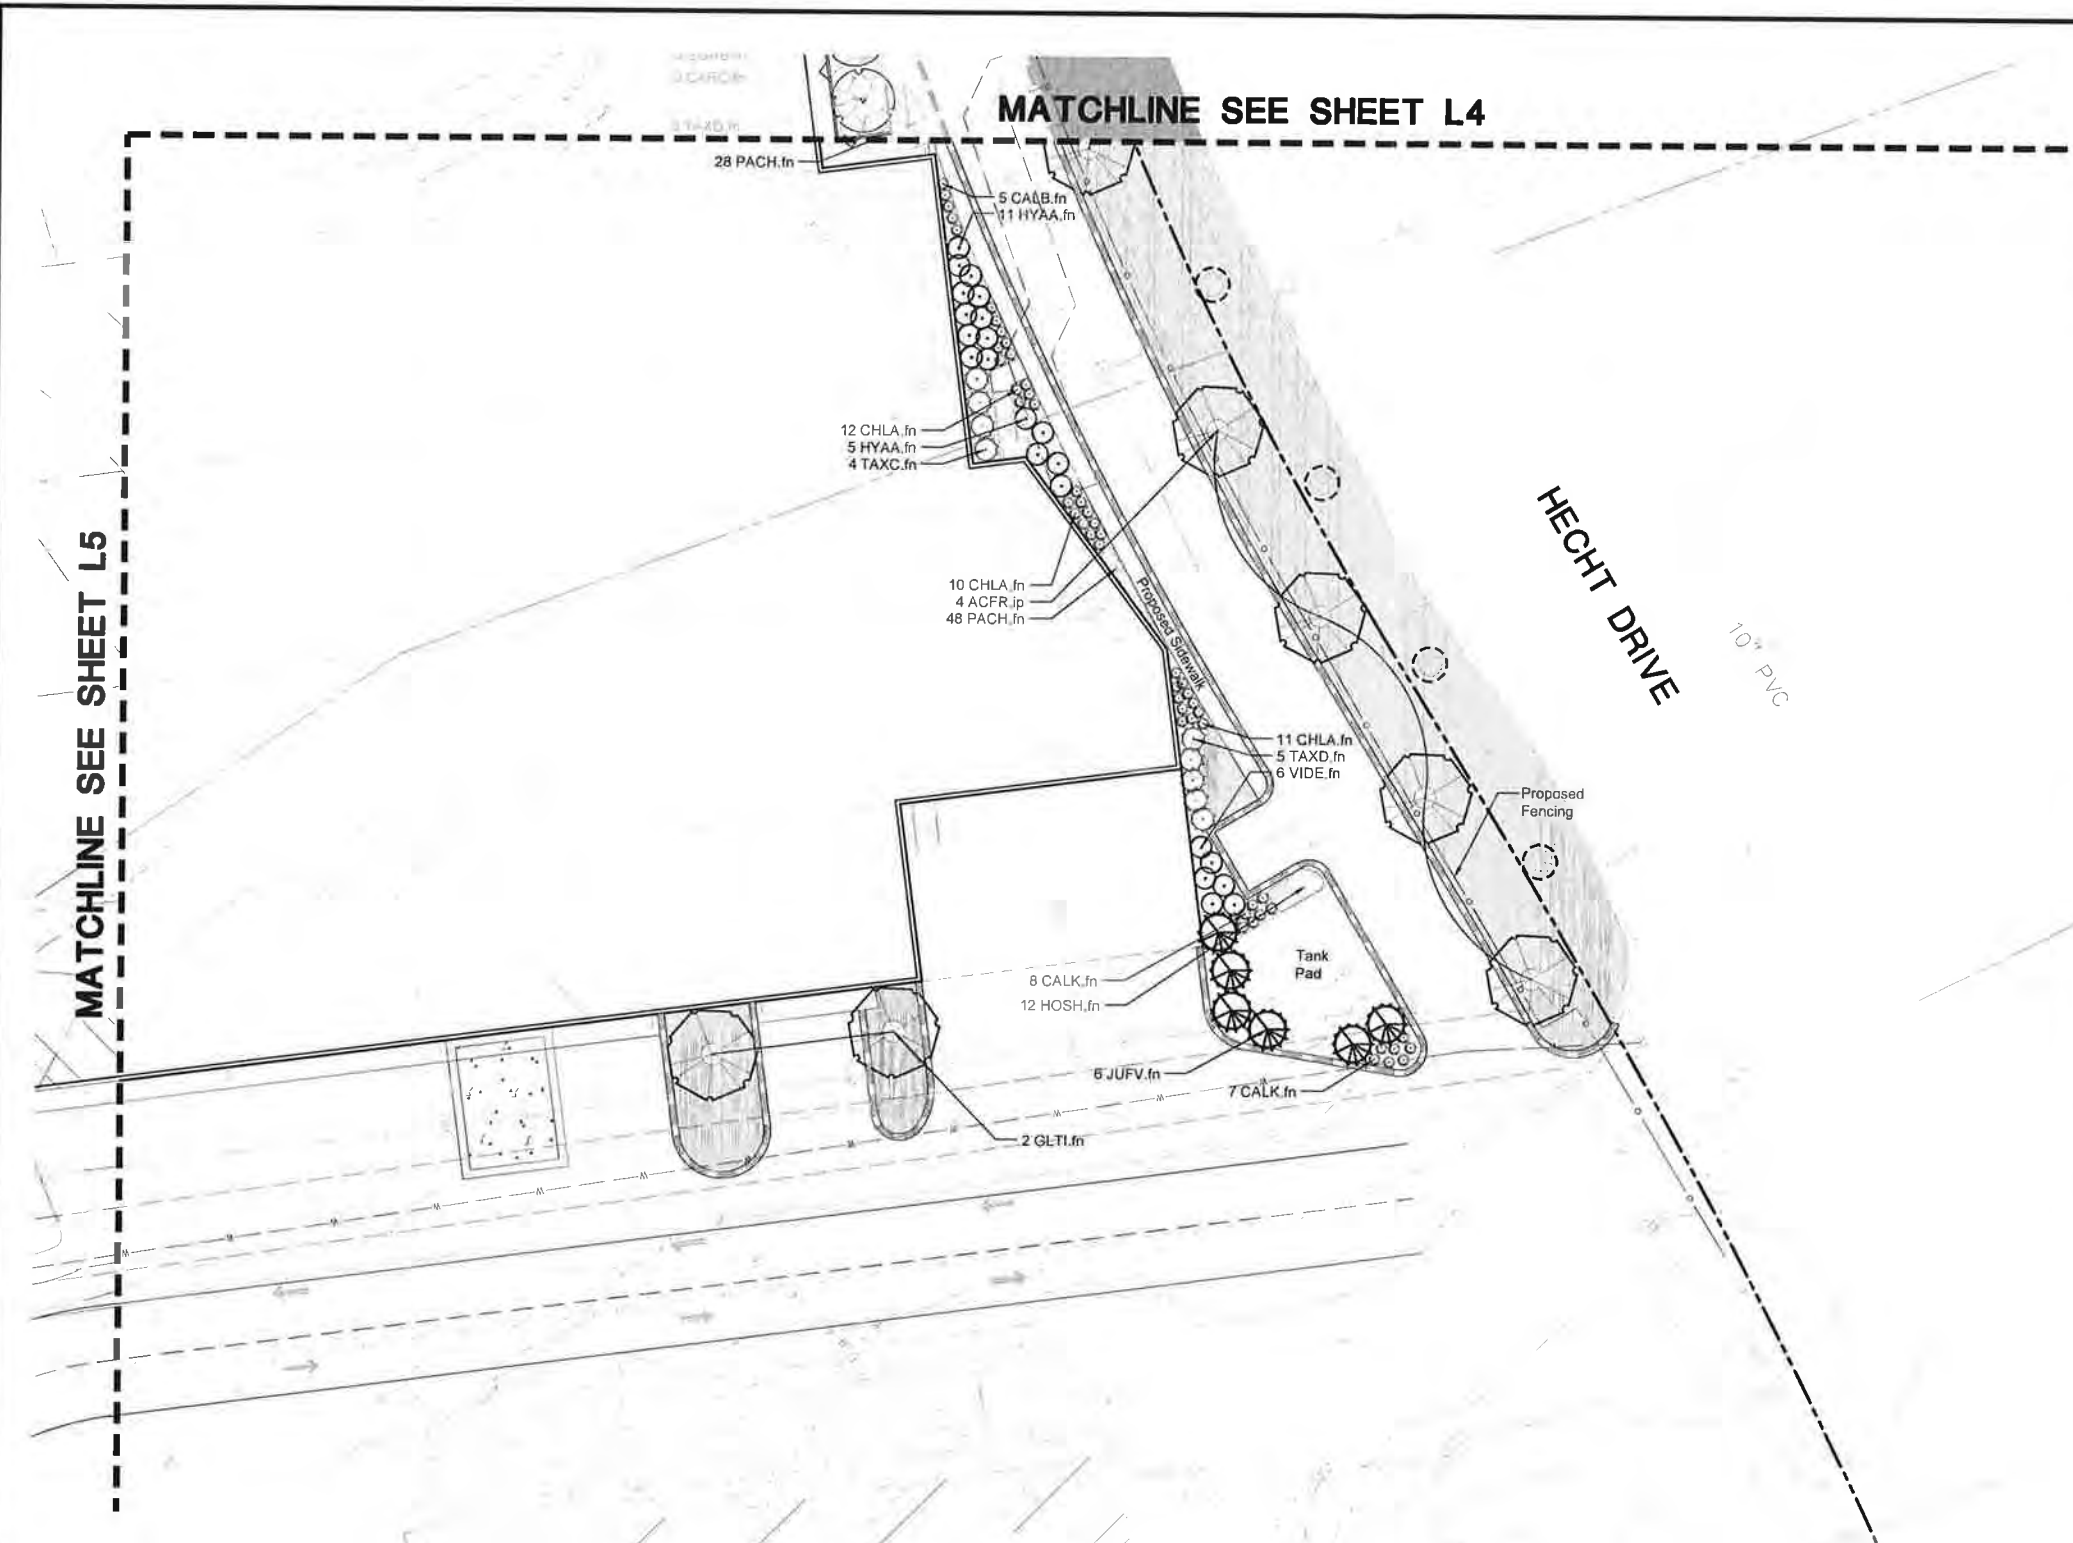 MATCHLINE SEE SHEET L4
28 PACH.fn
5 CALB.fn
11 HYAA.fn
12 CHLA.fn
5 HYAA.fn
4 TAXC.fn
MATCHLINE SEE SHEET L5
HECHT DRIVE
10" PVC
10 CHLA.fn
4 ACFR.jp
48 PACH.fn
Proposed Sidewalk
11 CHLA.fn
5 TAXD.fn
6 VIDE.fn
Proposed
Fencing
Tank
Pad
8 CALK.fn
12 HOSH.fn
6 JUFV.fn
7 CALK.fn
2 GLTI.fn
W W W W W W W W W W W W